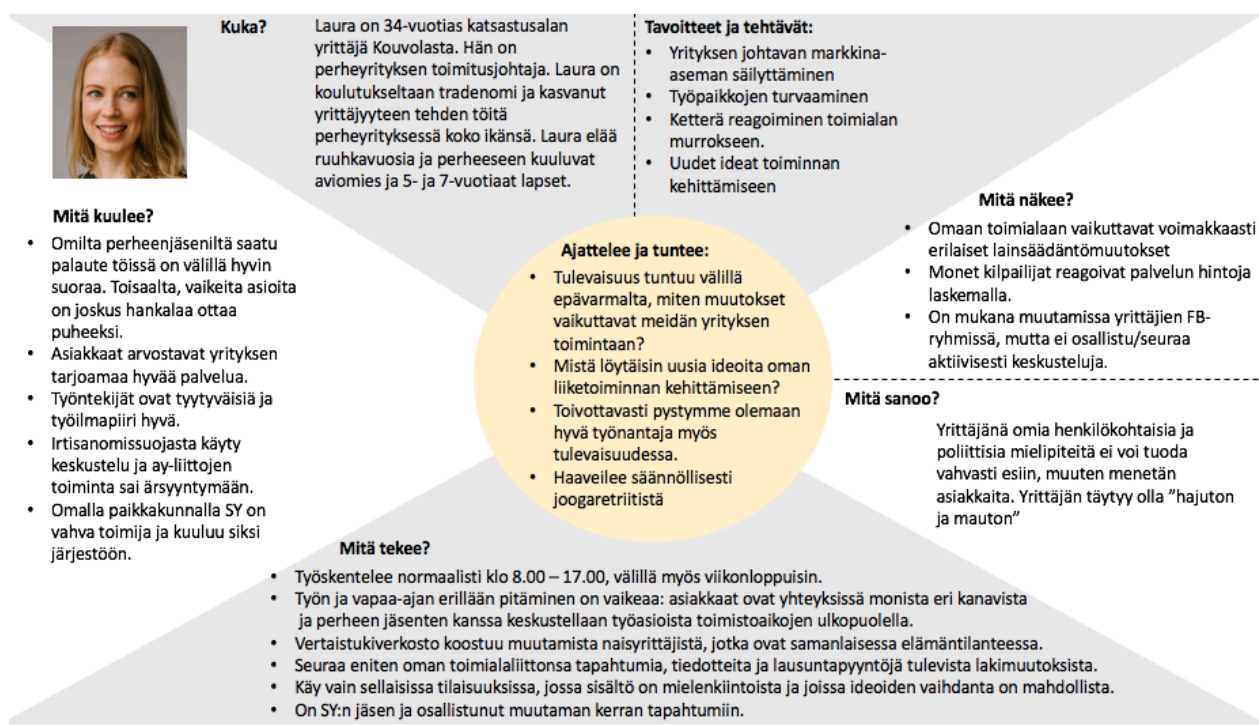 Kuka?
Laura on 34-vuotias katsastusalan
yrittäjä Kouvolasta. Hän on
perheyrityksen toimitusjohtaja. Laura on
koulutukseltaan tradenomi ja kasvanut
yrittäjyyteen tehden töitä
perheyrityksessä koko ikänsä. Laura elää
ruuhkavuosia ja perheeseen kuuluvat
aviomies ja 5- ja 7-vuotiaat lapset.
Tavoitteet ja tehtävät:
• Yrityksen johtavan markkina-
aseman säilyttäminen
• Työpaikkojen turvaaminen
• Ketterä reagoiminen toimialan
murrokseen.
• Uudet ideat toiminnan
kehittämiseen
Mitä kuulee?
• Omilta perheenjäseniltä saatu
palaute töissä on välillä hyvin
suoraa. Toisaalta, vaikeita asioita
on joskus hankalaa ottaa
puheeksi.
• Asiakkaat arvostavat yrityksen
tarjoamaa hyvää palvelua.
• Työntekijät ovat tyytyväisiä ja
työilmapiiri hyvä.
• Irtisanomissuojasta käyty
keskustelu ja ay-liittojen
toiminta sai ärsyyntymään.
• Omalla paikkakunnalla SY on
vahva toimija ja kuuluu siksi
järjestöön.
Ajattelee ja tuntee:
• Tulevaisuus tuntuu välillä
epävarmalta, miten muutokset
vaikuttavat meidän yrityksen
toimintaan?
• Mistä löytäisin uusia ideoita oman
liiketoiminnan kehittämiseen?
• Toivottavasti pystymme olemaan
hyvä työnantaja myös
tulevaisuudessa.
• Haaveilee säännöllisesti
joogaretriitistä
Mitä näkee?
• Omaan toimialaan vaikuttavat voimakkaasti
erilaiset lainsäädäntömuutokset
• Monet kilpailijat reagoivat palvelun hintoja
laskemalla.
• On mukana muutamissa yrittäjien FB-
ryhmissä, mutta ei osallistu/seuraa
aktiivisesti keskusteluja.
Mitä sanoo?
Yrittäjänä omia henkilökohtaisia ja
poliittisia mielipiteitä ei voi tuoda
vahvasti esiin, muuten menetän
asiakkaita. Yrittäjän täytyy olla ”hajuton
ja mauton”
Mitä tekee?
• Työskentelee normaalisti klo 8.00 – 17.00, välillä myös viikonloppuisin.
• Työn ja vapaa-ajan erillään pitäminen on vaikeaa: asiakkaat ovat yhteyksissä monista eri kanavista
ja perheen jäsenten kanssa keskustellaan työasioista toimistoaikojen ulkopuolella.
• Vertaistukiverkosto koostuu muutamista naisyrittäjistä, jotka ovat samanlaisessa elämäntilanteessa.
• Seuraa eniten oman toimialaliittonsa tapahtumia, tiedotteita ja lausuntapyyntöjä tulevista lakimuutoksista.
• Käy vain sellaisissa tilaisuuksissa, jossa sisältö on mielenkiintoista ja joissa ideoiden vaihdanta on mahdollista.
• On SY:n jäsen ja osallistunut muutaman kerran tapahtumiin.